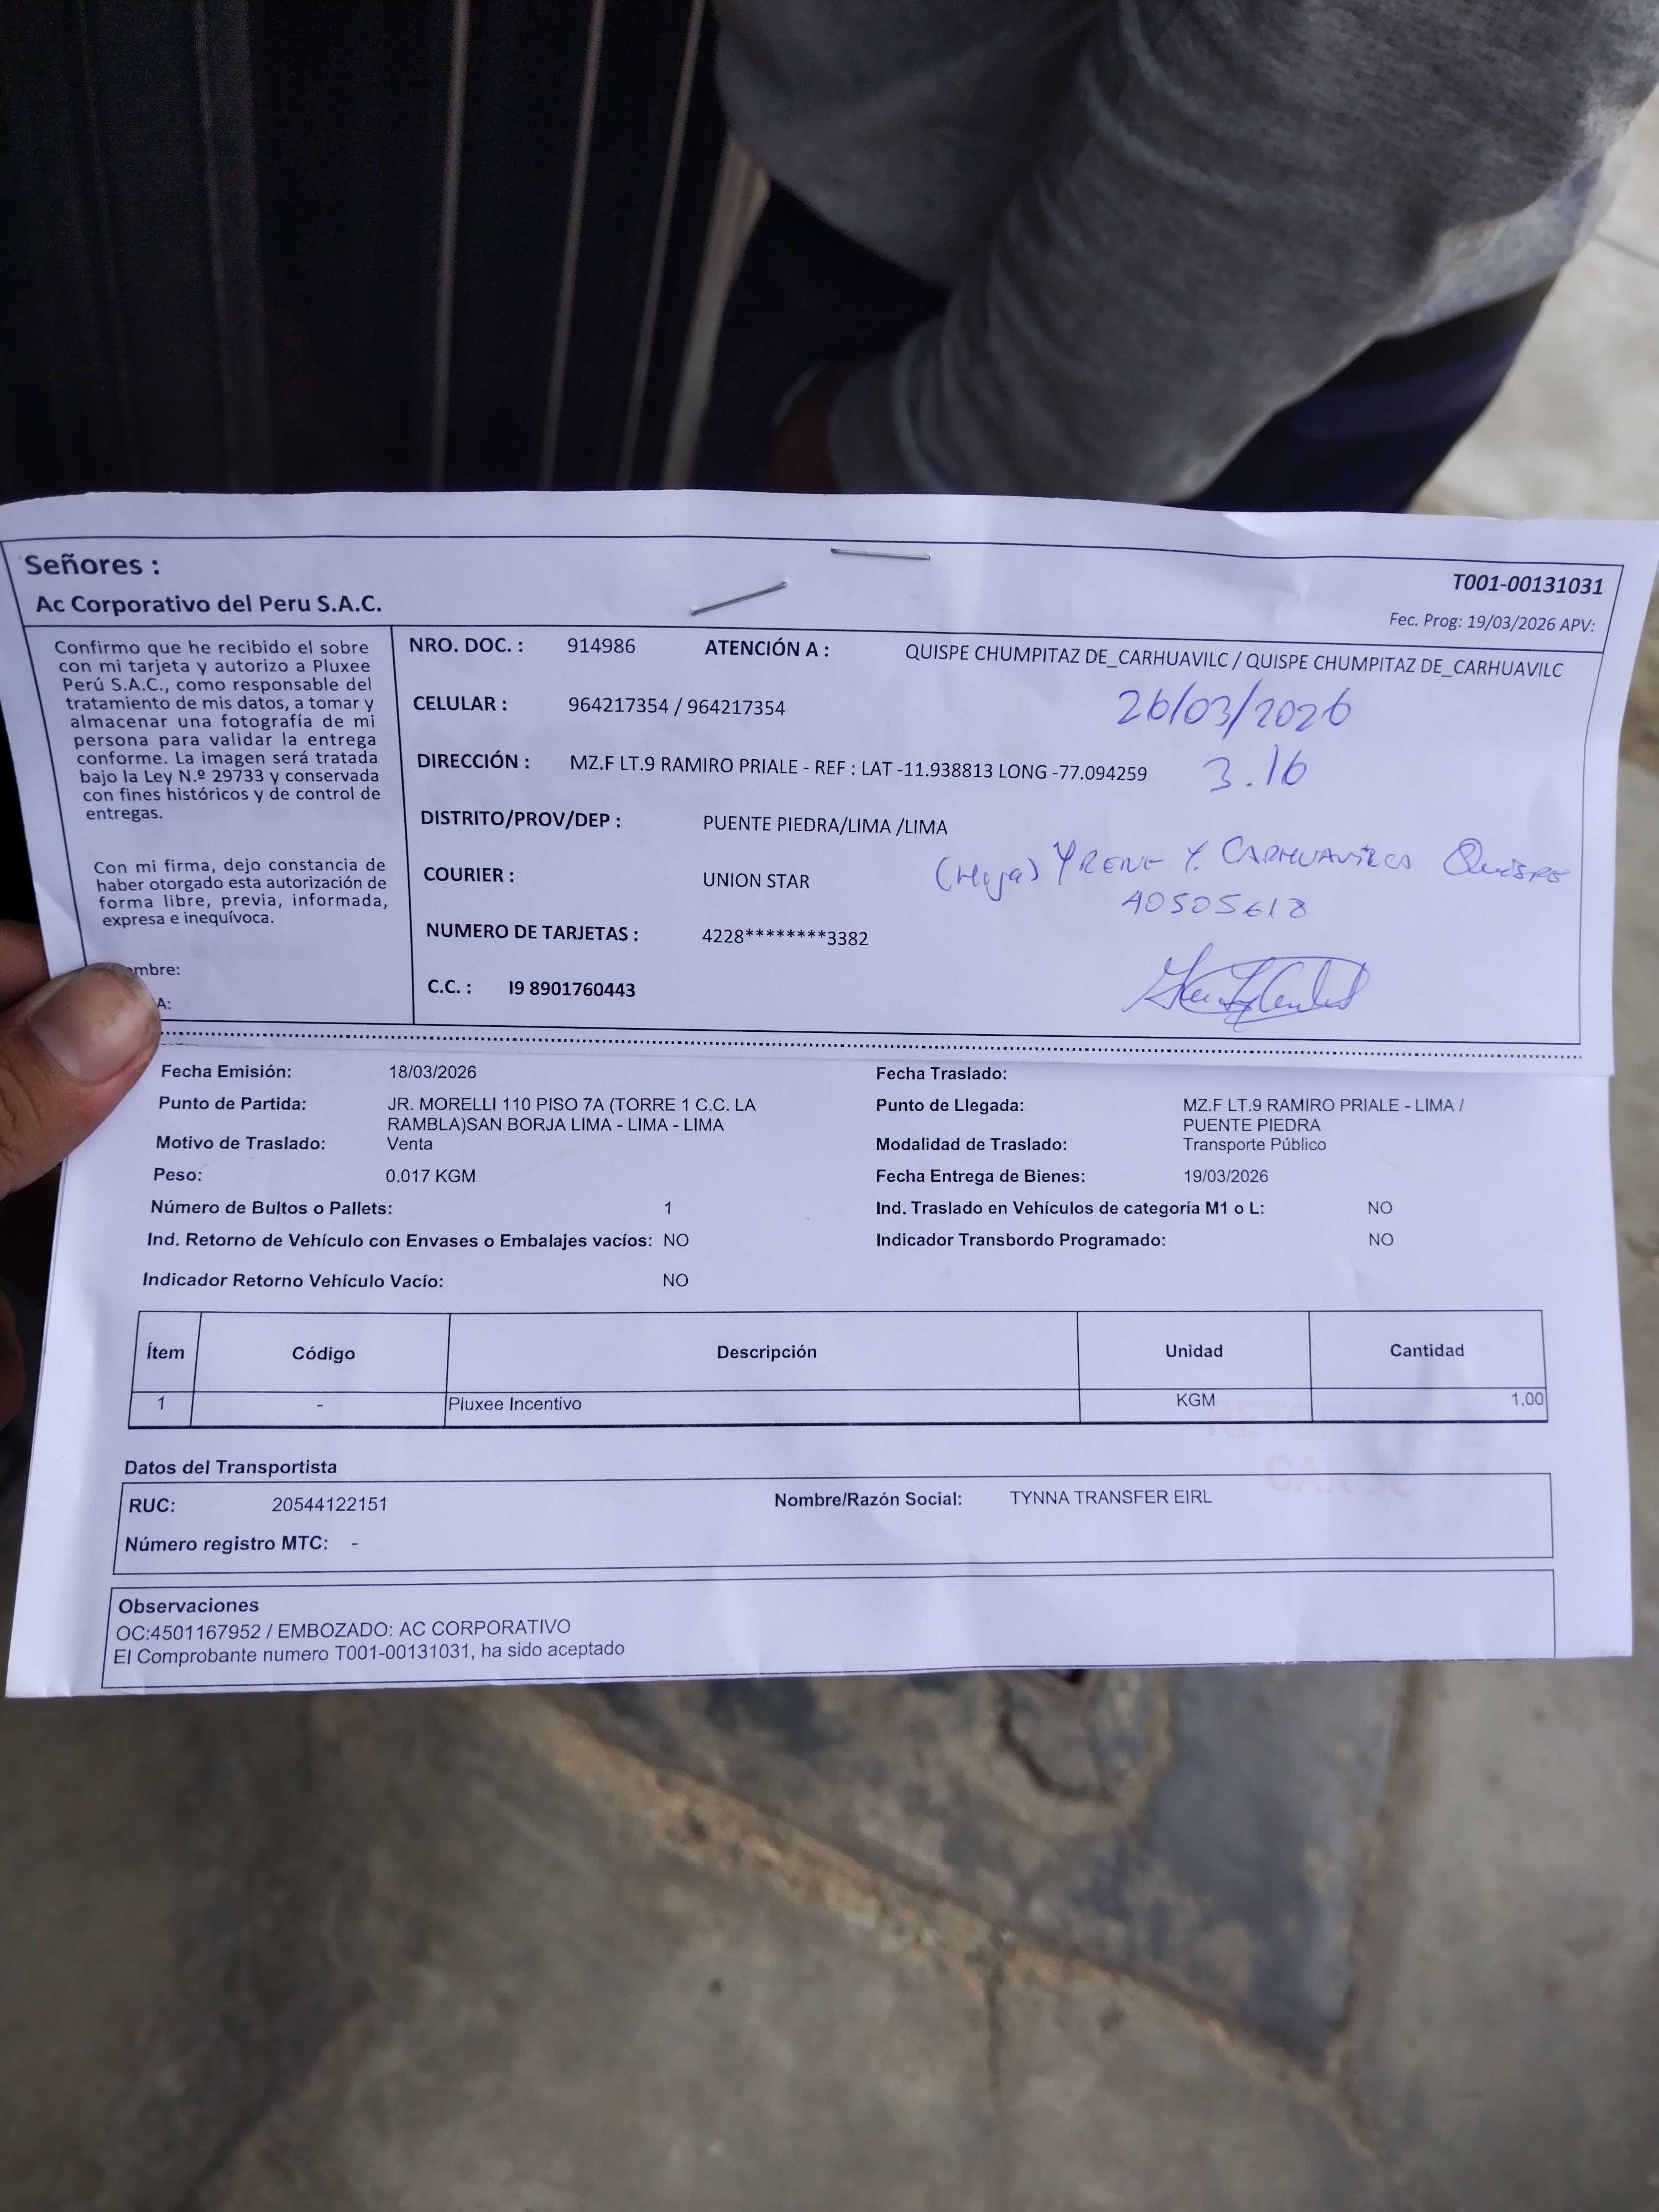 Señores :
Ac Corporativo del Peru S.A.C.
T001-00131031
Fec. Prog: 19/03/2026 APV:
Confirmo que he recibido el sobre
con mi tarjeta y autorizo a Pluxee
Perú S.A.C., como responsable del
tratamiento de mis datos, a tomar y
almacenar una fotografía de mi
persona para validar la entrega
conforme. La imagen será tratada
bajo la Ley N.º 29733 y conservada
con fines históricos y de control de
entregas.
Con mi firma, dejo constancia de
haber otorgado esta autorización de
forma libre, previa, informada,
expresa e inequívoca.
mbre:
A:
NRO. DOC. : 914986 ATENCIÓN A : QUISPE CHUMPITAZ DE_CARHUAVILC / QUISPE CHUMPITAZ DE_CARHUAVILC
CELULAR : 964217354 / 964217354
26/03/2026
DIRECCIÓN : MZ.F LT.9 RAMIRO PRIALE - REF : LAT -11.938813 LONG -77.094259
3.16
DISTRITO/PROV/DEP : PUENTE PIEDRA/LIMA /LIMA
(Hija) YRENE Y. CARHUAVILCA QUISPE
COURIER : UNION STAR
40505618
NUMERO DE TARJETAS : 4228********3382
C.C. : I9 8901760443
Fecha Emisión: 18/03/2026 Fecha Traslado:
Punto de Partida: JR. MORELLI 110 PISO 7A (TORRE 1 C.C. LA Punto de Llegada: MZ.F LT.9 RAMIRO PRIALE - LIMA /
RAMBLA)SAN BORJA LIMA - LIMA - LIMA PUENTE PIEDRA
Motivo de Traslado: Venta Modalidad de Traslado: Transporte Público
Peso: 0.017 KGM Fecha Entrega de Bienes: 19/03/2026
Número de Bultos o Pallets: 1 Ind. Traslado en Vehículos de categoría M1 o L: NO
Ind. Retorno de Vehículo con Envases o Embalajes vacíos: NO Indicador Transbordo Programado: NO
Indicador Retorno Vehículo Vacío: NO
Ítem Código Descripción Unidad Cantidad
1 - Pluxee Incentivo KGM 1.00
Datos del Transportista
RUC: 20544122151 Nombre/Razón Social: TYNNA TRANSFER EIRL
Número registro MTC: -
Observaciones
OC:4501167952 / EMBOZADO: AC CORPORATIVO
El Comprobante numero T001-00131031, ha sido aceptado